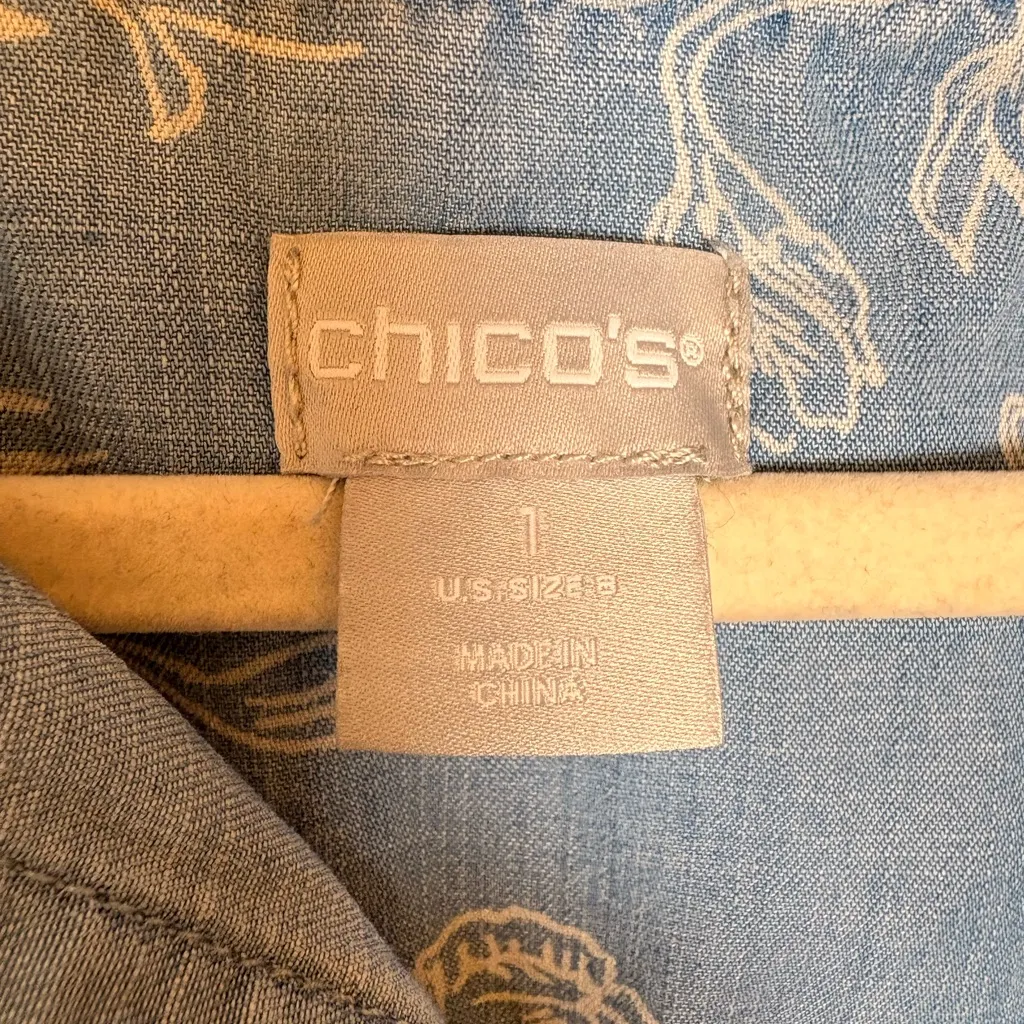 chico's®
1
U.S. SIZE 8
MADE IN
CHINA